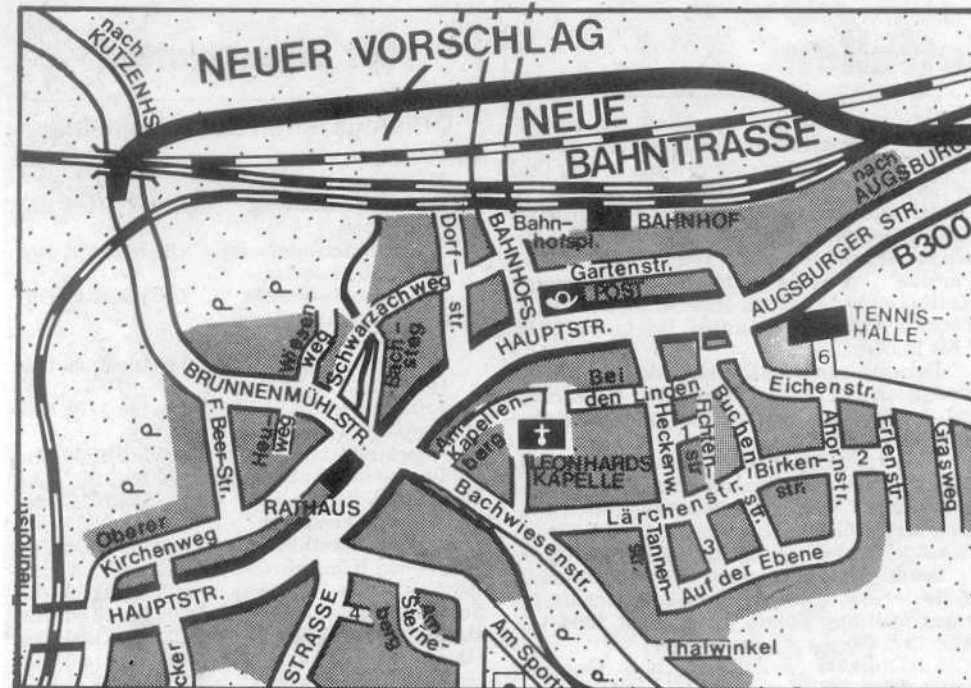 nach
KUTZENHS.
NEUER VORSCHLAG
NEUE
BAHNTRASSE
nach
AUGSBURG
AUGSBURGER STR.
B 300
Bahn-
hofspl.
BAHNHOF
Dorf-
str.
BAHNHOFS.
Gartenstr.
POST
HAUPTSTR.
TENNIS-
HALLE
6
Eichenstr.
Schwarzachweg
Wiesen-
weg
Bach-
steg
BRUNNENMÜHLSTR.
F. Beer-Str.
Heu-
weg
Am
Kapellen-
berg
Bei
den Linden
LEONHARDS
KAPELLE
Heckenw.
1
str
Fichten-
Buchen-
str.
Birken-
str.
Ahornstr.
2
Erlenstr.
Grasweg
Lärchenstr.
3
Tannen-
str.
Auf der Ebene
RATHAUS
Bachwiesenstr.
Oberer
Kirchenweg
Friedhofstr.
HAUPTSTR.
STRASSE
4
Am
Steine-
berg
Am Sport
Thalwinkel
cker
P
P
P
P
P
P
P